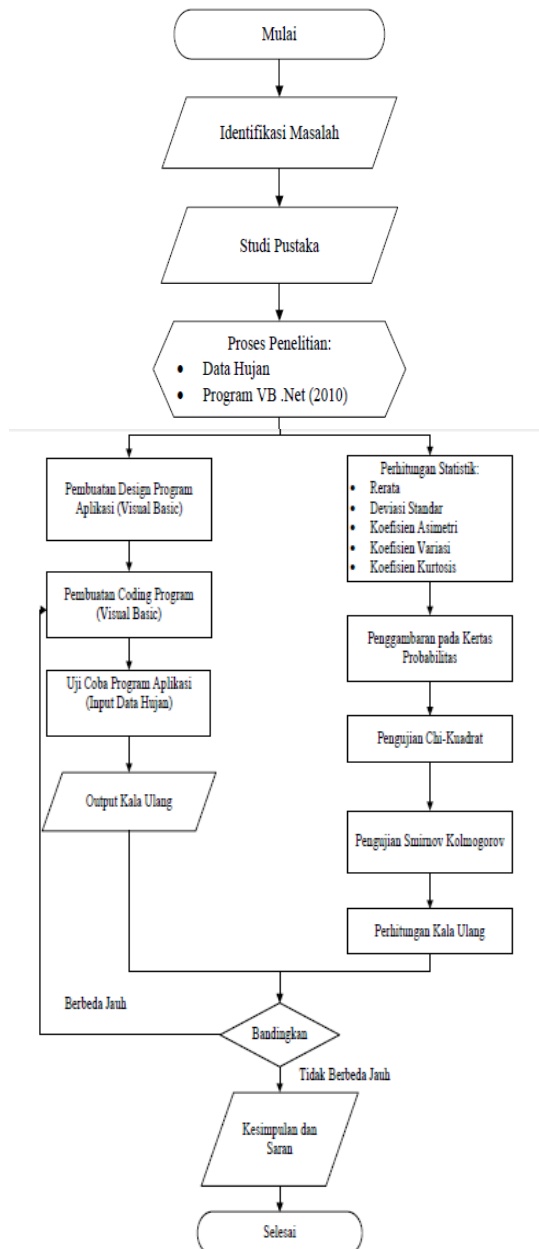 Mulai
Identifikasi Masalah
Studi Pustaka
Proses Penelitian:
• Data Hujan
• Program VB .Net (2010)
Pembuatan Design Program
Aplikasi (Visual Basic)
Pembuatan Coding Program
(Visual Basic)
Uji Coba Program Aplikasi
(Input Data Hujan)
Output Kala Ulang
Perhitungan Statistik:
• Rerata
• Deviasi Standar
• Koefisien Asimetri
• Koefisien Variasi
• Koefisien Kurtosis
Penggambaran pada Kertas
Probabilitas
Pengujian Chi-Kuadrat
Pengujian Smirnov Kolmogorov
Perhitungan Kala Ulang
Berbeda Jauh
Bandingkan
Tidak Berbeda Jauh
Kesimpulan dan
Saran
Selesai